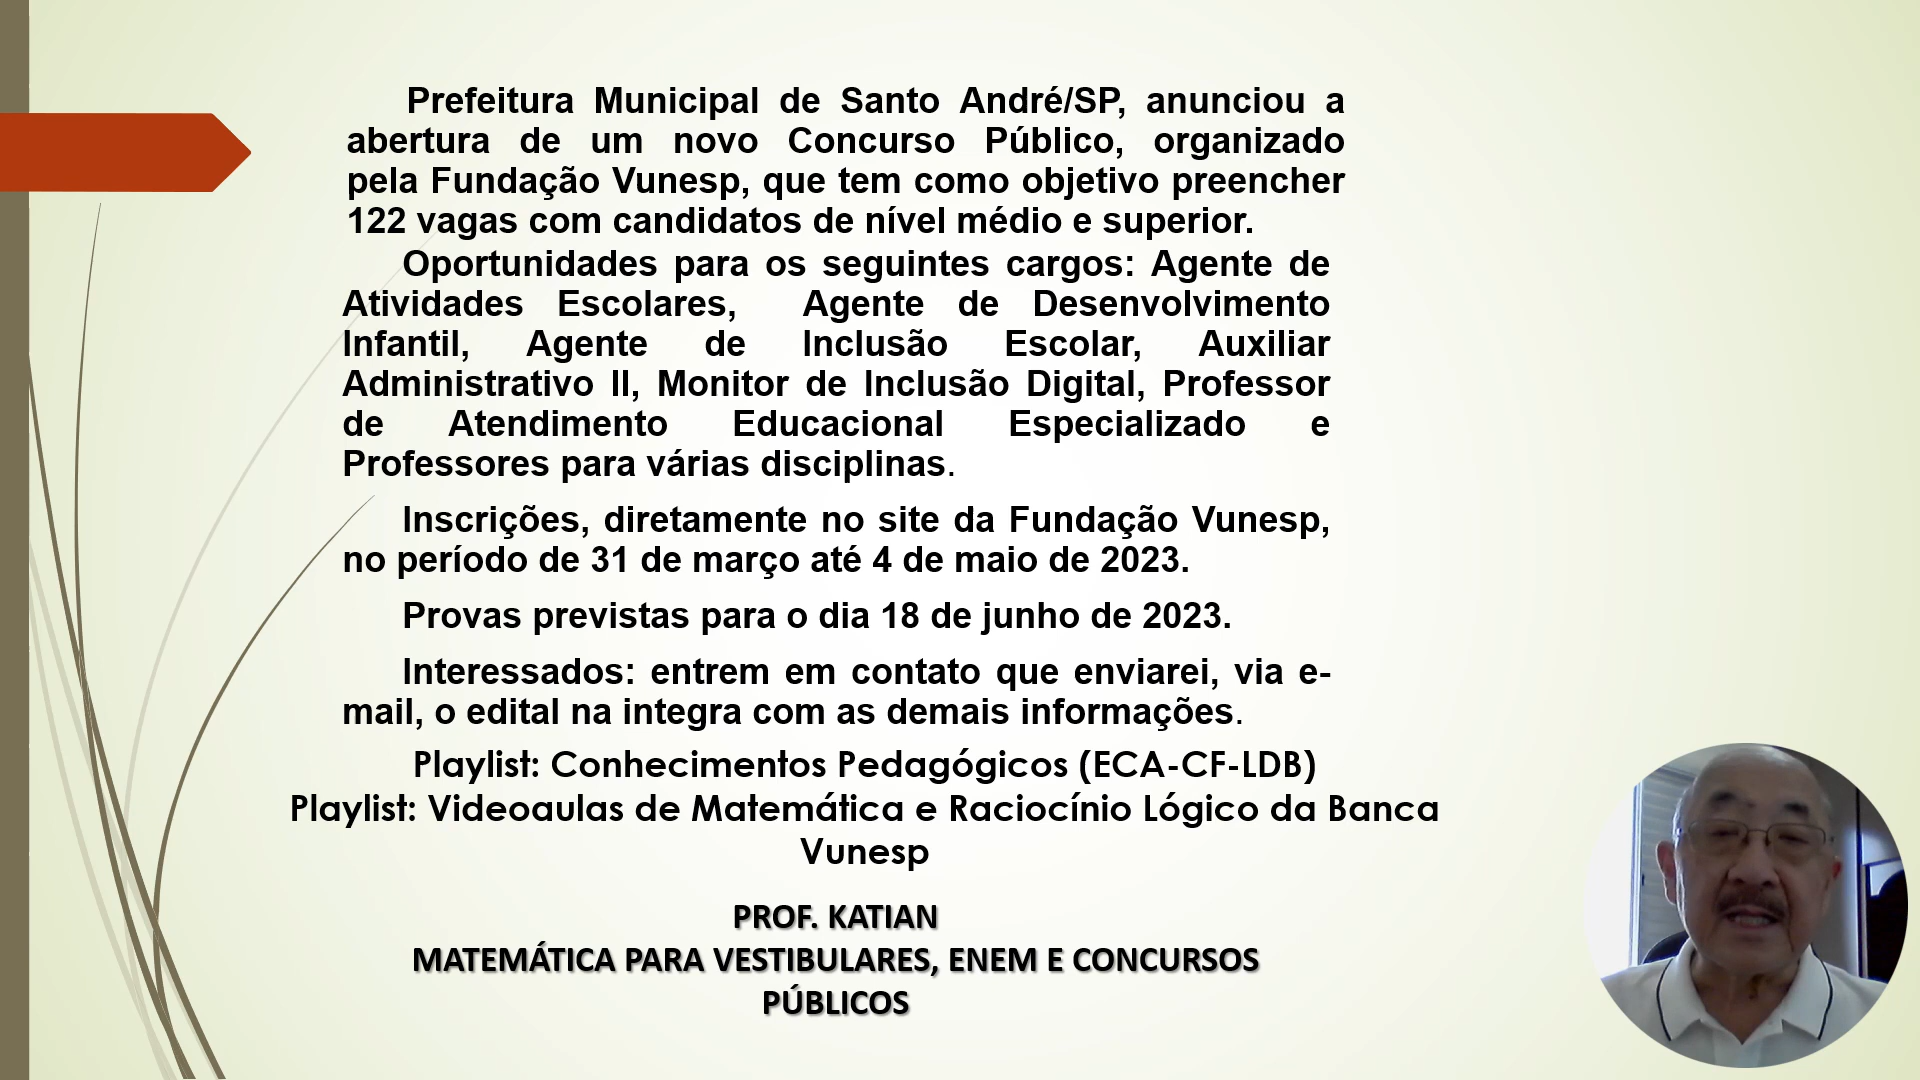 Prefeitura Municipal de Santo André/SP, anunciou a
abertura de um novo Concurso Público, organizado
pela Fundação Vunesp, que tem como objetivo preencher
122 vagas com candidatos de nível médio e superior.
Oportunidades para os seguintes cargos: Agente de
Atividades Escolares, Agente de Desenvolvimento
Infantil, Agente de Inclusão Escolar, Auxiliar
Administrativo II, Monitor de Inclusão Digital, Professor
de Atendimento Educacional Especializado e
Professores para várias disciplinas.
Inscrições, diretamente no site da Fundação Vunesp,
no período de 31 de março até 4 de maio de 2023.
Provas previstas para o dia 18 de junho de 2023.
Interessados: entrem em contato que enviarei, via e-
mail, o edital na integra com as demais informações.
Playlist: Conhecimentos Pedagógicos (ECA-CF-LDB)
Playlist: Videoaulas de Matemática e Raciocínio Lógico da Banca
Vunesp
PROF. KATIAN
MATEMÁTICA PARA VESTIBULARES, ENEM E CONCURSOS
PÚBLICOS